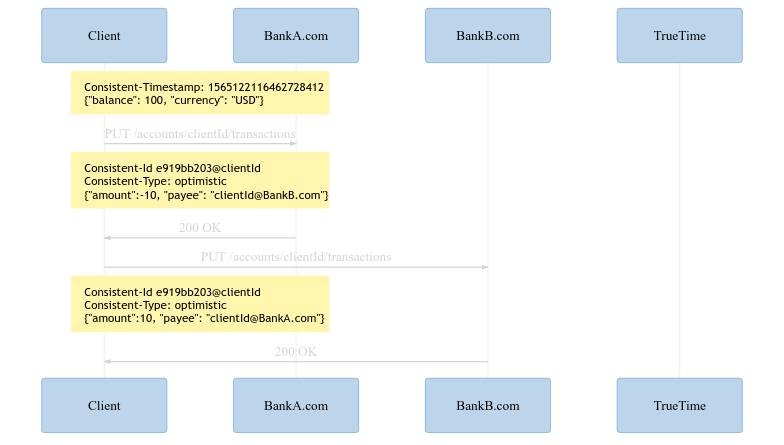 Client
BankA.com
BankB.com
TrueTime
Consistent-Timestamp: 1565122116462728412
{"balance": 100, "currency": "USD"}
PUT /accounts/clientId/transactions
Consistent-Id e919bb203@clientId
Consistent-Type: optimistic
{"amount":-10, "payee": "clientId@BankB.com"}
200 OK
PUT /accounts/clientId/transactions
Consistent-Id e919bb203@clientId
Consistent-Type: optimistic
{"amount":10, "payee": "clientId@BankA.com"}
200 OK
Client
BankA.com
BankB.com
TrueTime